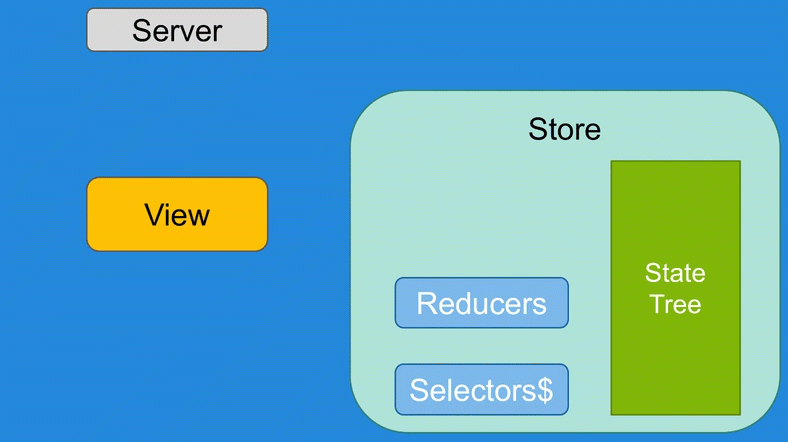 Server
Store
View
State
Tree
Reducers
Selectors$